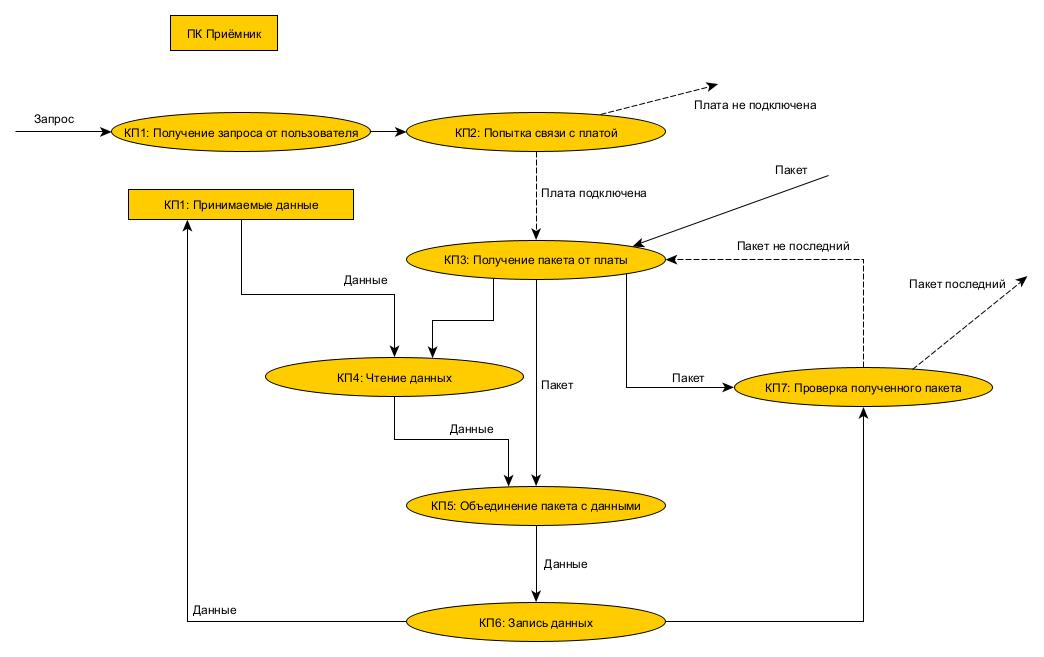 ПК Приёмник
Плата не подключена
Запрос
КП1: Получение запроса от пользователя
КП2: Попытка связи с платой
Пакет
Плата подключена
КП1: Принимаемые данные
Пакет не последний
КП3: Получение пакета от платы
Данные
Пакет последний
КП4: Чтение данных
Пакет
Пакет
КП7: Проверка полученного пакета
Данные
КП5: Объединение пакета с данными
Данные
Данные
КП6: Запись данных